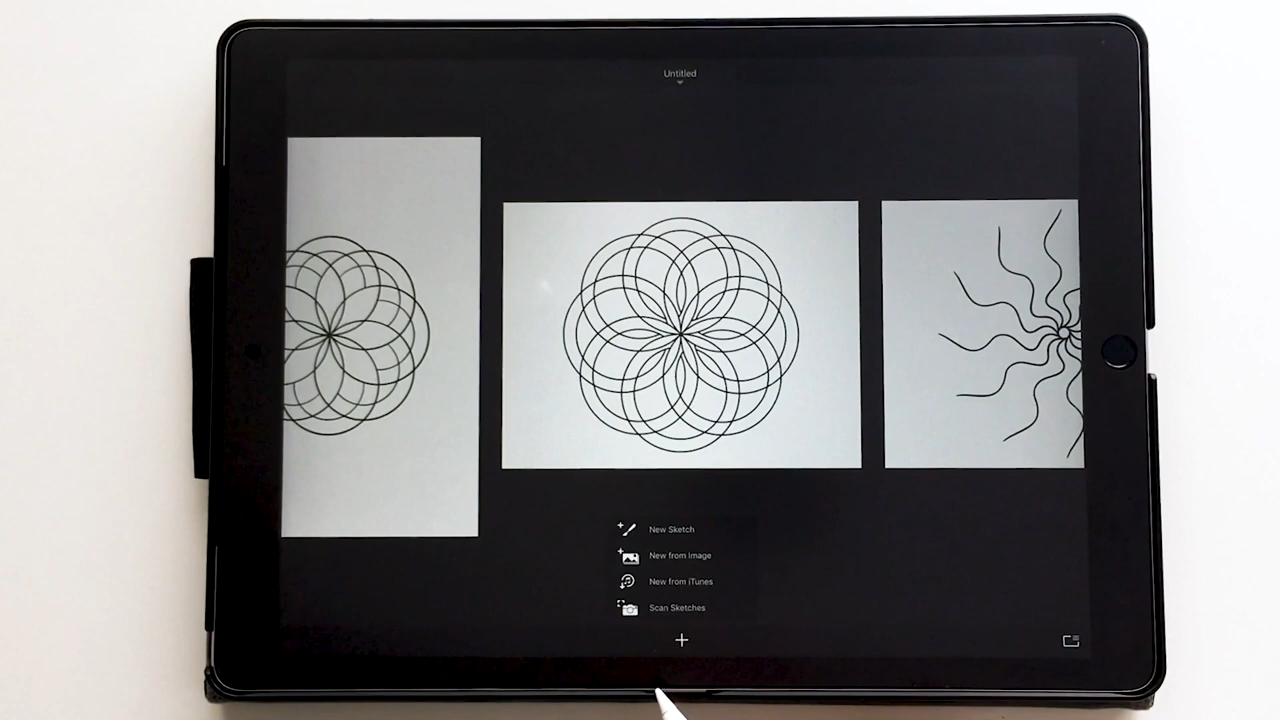 Untitled
New Sketch
New from Image
New from iTunes
Scan Sketches